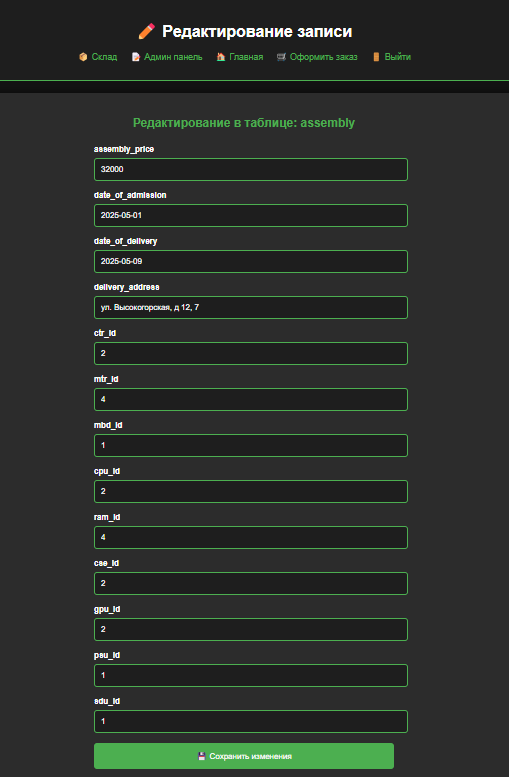 Редактирование записи
Склад Админ панель Главная Оформить заказ Выйти
Редактирование в таблице: assembly
assembly_price
32000
date_of_admission
2025-05-01
date_of_delivery
2025-05-09
delivery_address
ул. Высокогорская, д 12, 7
ctr_id
2
mtr_id
4
mbd_id
1
cpu_id
2
ram_id
4
cse_id
2
gpu_id
2
psu_id
1
sdu_id
1
Сохранить изменения